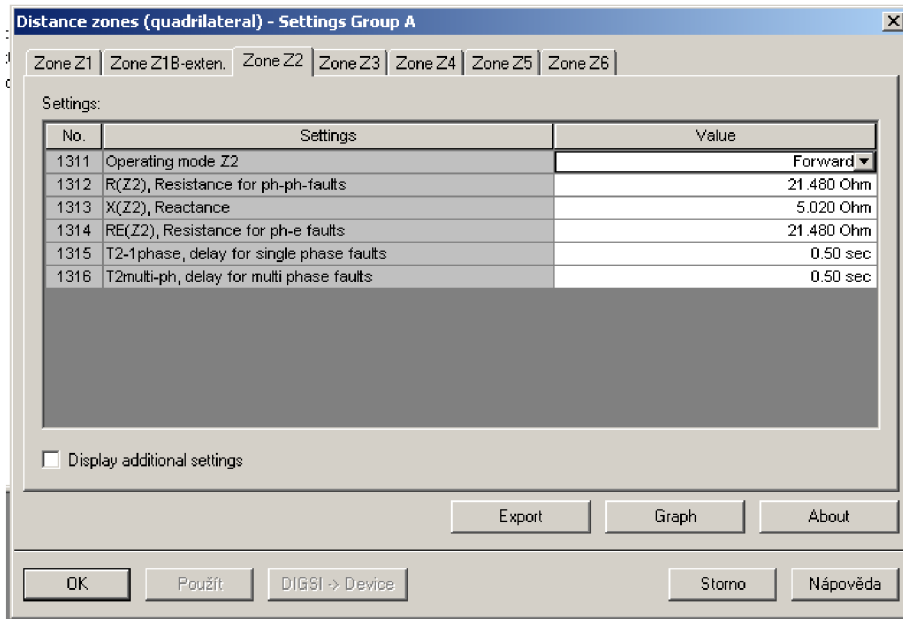 Distance zones (quadrilateral) - Settings Group A
Zone Z1 Zone Z1B-exten. Zone Z2 Zone Z3 Zone Z4 Zone Z5 Zone Z6
Settings:
No. Settings Value
1311 Operating mode Z2 Forward
1312 R(Z2), Resistance for ph-ph-faults 21.480 Ohm
1313 X(Z2), Reactance 5.020 Ohm
1314 RE(Z2), Resistance for ph-e faults 21.480 Ohm
1315 T2-1phase, delay for single phase faults 0.50 sec
1316 T2multi-ph, delay for multi phase faults 0.50 sec
Display additional settings
Export Graph About
OK Použít DIGSI -> Device Storno Nápověda